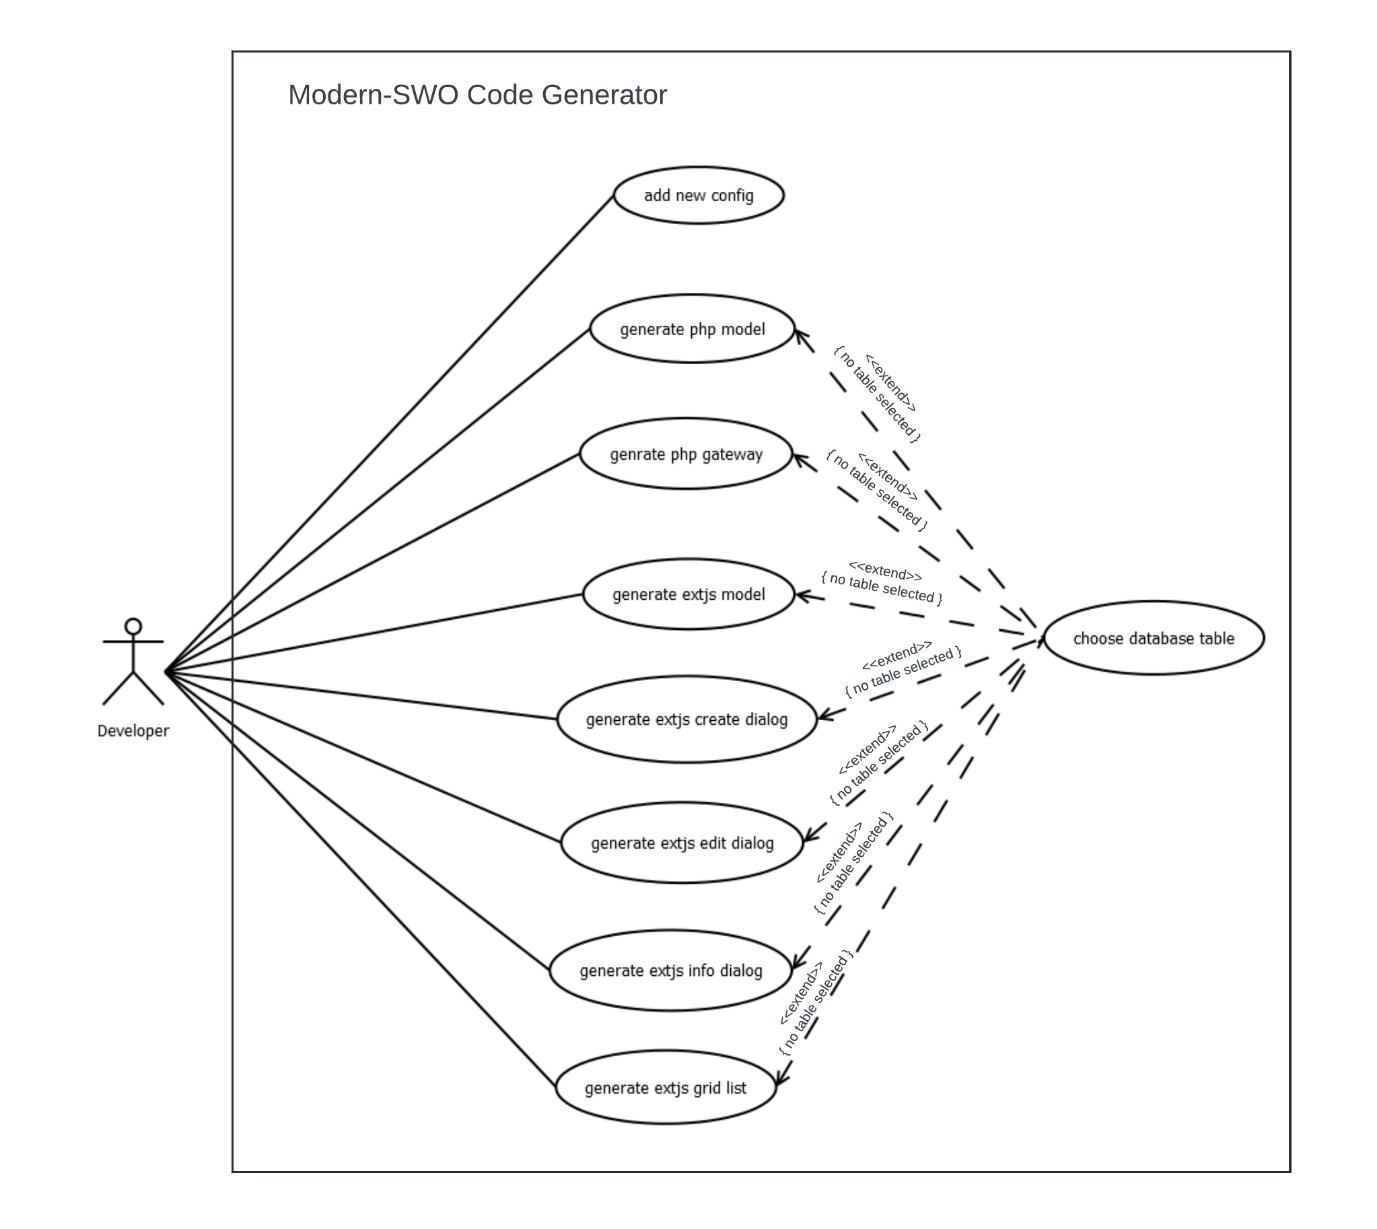 Modern-SWO Code Generator
add new config
generate php model
<<extend>>
{ no table selected }
genrate php gateway
<<extend>>
{ no table selected }
generate extjs model
<<extend>>
{ no table selected }
Developer
choose database table
generate extjs create dialog
<<extend>>
{ no table selected }
generate extjs edit dialog
<<extend>>
{ no table selected }
generate extjs info dialog
<<extend>>
{ no table selected }
generate extjs grid list
<<extend>>
{ no table selected }